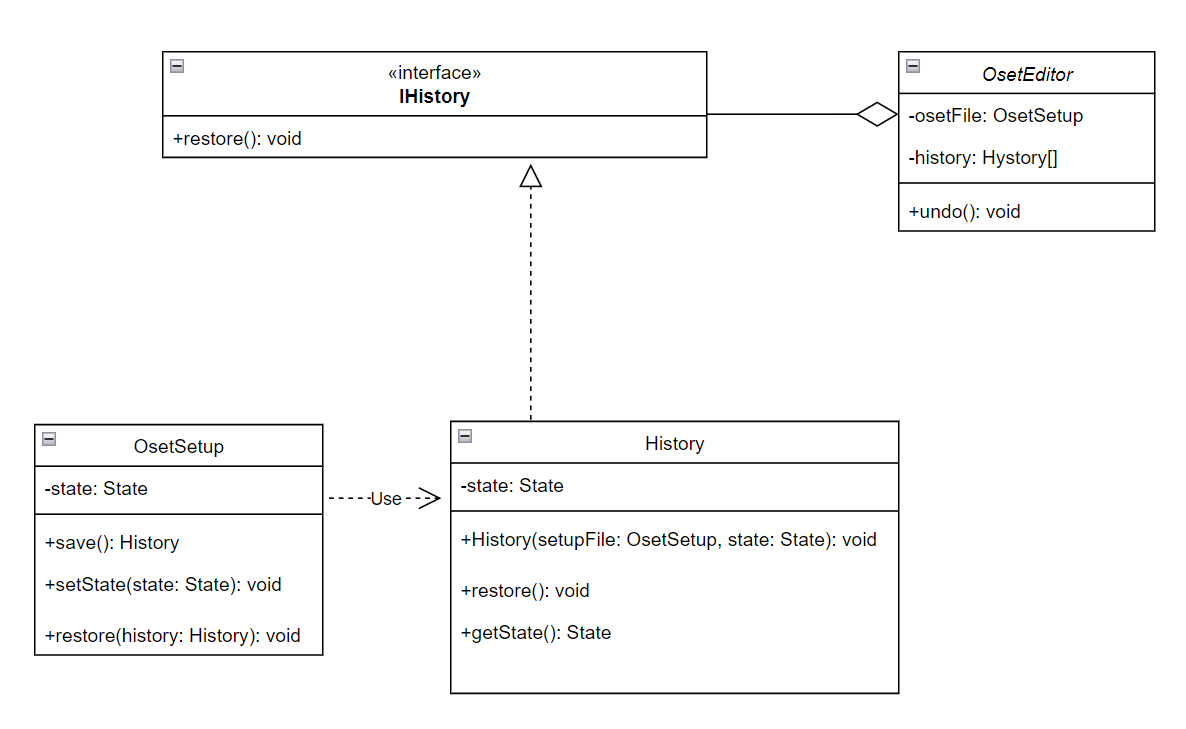 «interface»
IHistory
+restore(): void
OsetEditor
-osetFile: OsetSetup
-history: Hystory[]
+undo(): void
OsetSetup
-state: State
+save(): History
+setState(state: State): void
+restore(history: History): void
Use
History
-state: State
+History(setupFile: OsetSetup, state: State): void
+restore(): void
+getState(): State